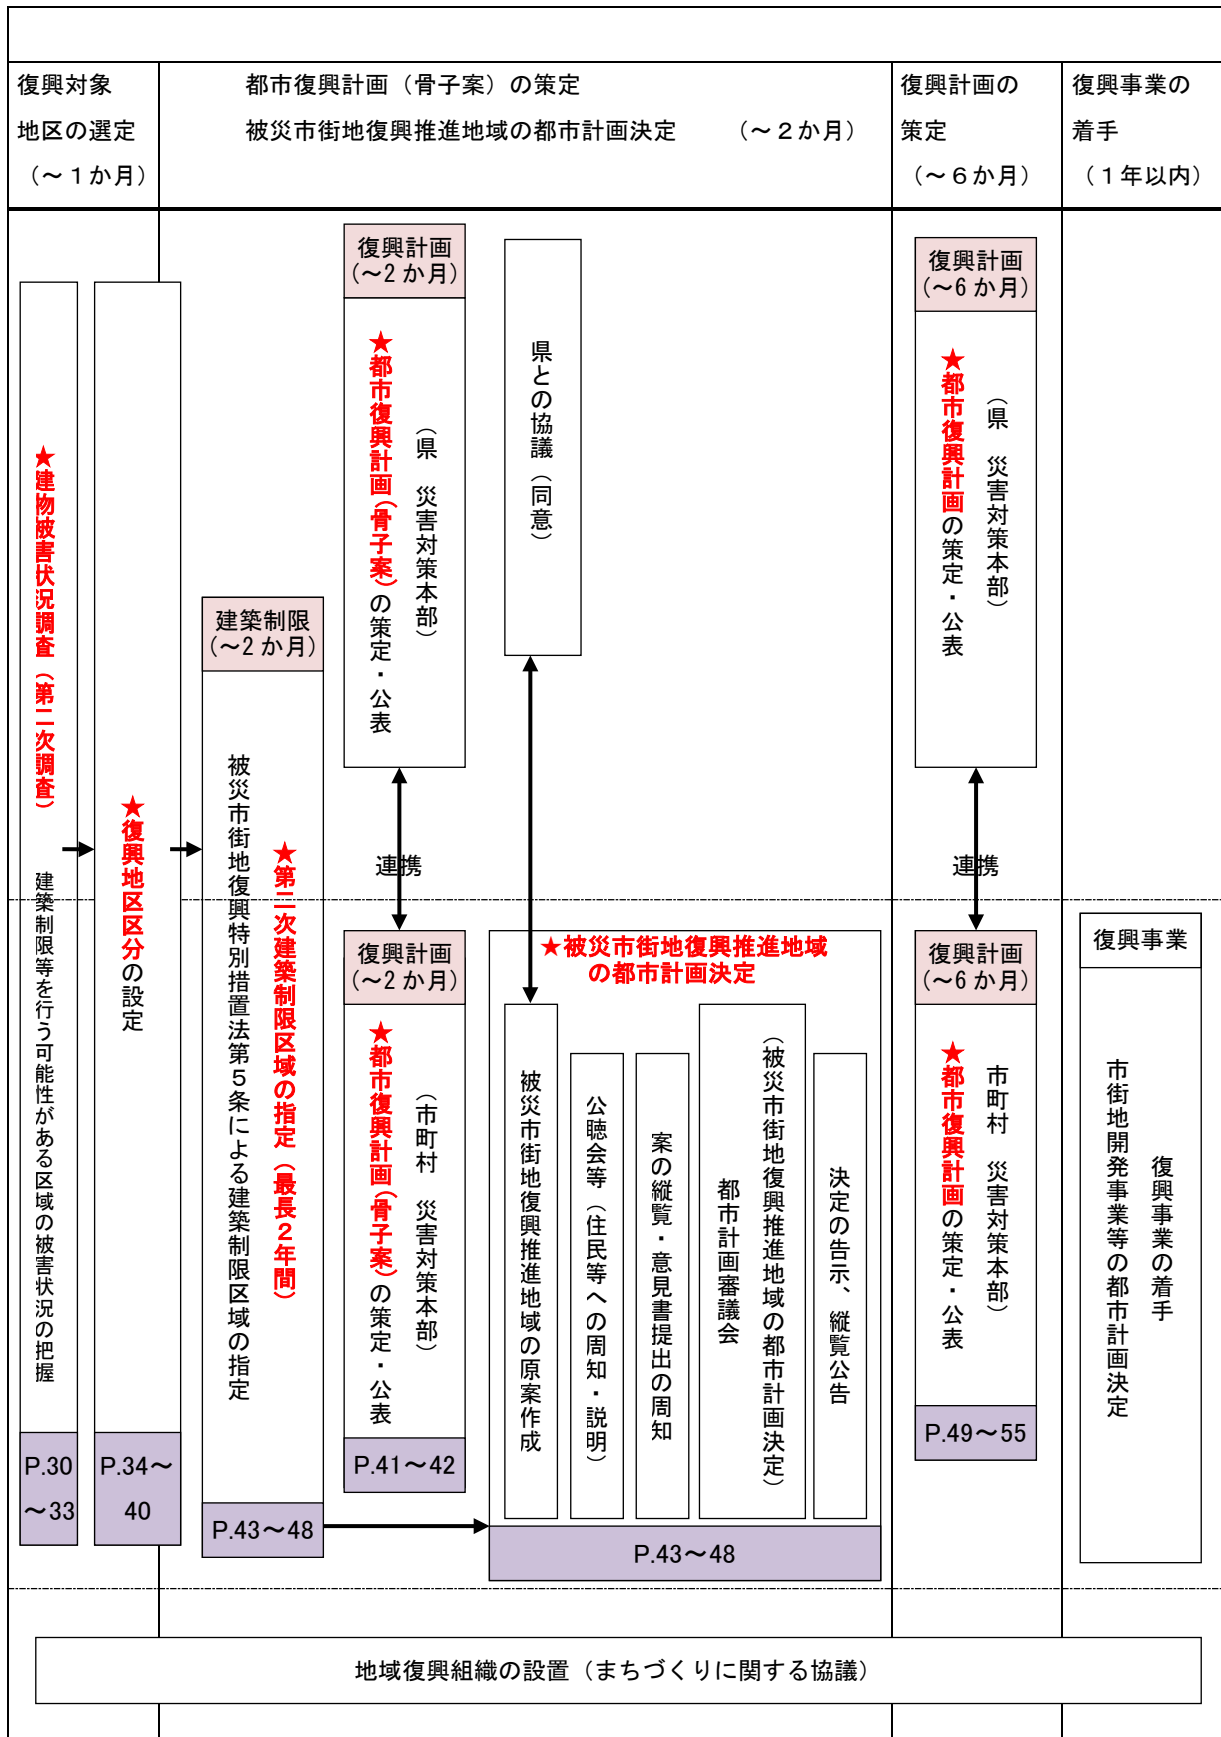 復興対象
地区の選定
（～１か月）
都市復興計画（骨子案）の策定
被災市街地復興推進地域の都市計画決定　　（～２か月）
復興計画の
策定
（～６か月）
復興事業の
着手
（１年以内）
★建物被害状況調査（第二次調査）
建築制限等を行う可能性がある区域の被害状況の把握
P.30
～33
★復興地区区分の設定
P.34～
40
建築制限
（～2か月）
★第二次建築制限区域の指定（最長２年間）
被災市街地復興特別措置法第５条による建築制限区域の指定
P.43～48
復興計画
（～2か月）
（県　災害対策本部）
★都市復興計画（骨子案）の策定・公表
連携
復興計画
（～2か月）
（市町村　災害対策本部）
★都市復興計画（骨子案）の策定・公表
P.41～42
県との協議（同意）
★被災市街地復興推進地域
の都市計画決定
被災市街地復興推進地域の原案作成
公聴会等（住民等への周知・説明）
案の縦覧・意見書提出の周知
（被災市街地復興推進地域の都市計画決定）
都市計画審議会
決定の告示、縦覧公告
P.43～48
復興計画
（～6か月）
（県　災害対策本部）
★都市復興計画の策定・公表
連携
復興計画
（～6か月）
市町村　災害対策本部）
★都市復興計画の策定・公表
P.49～55
復興事業
復興事業の着手
市街地開発事業等の都市計画決定
地域復興組織の設置（まちづくりに関する協議）